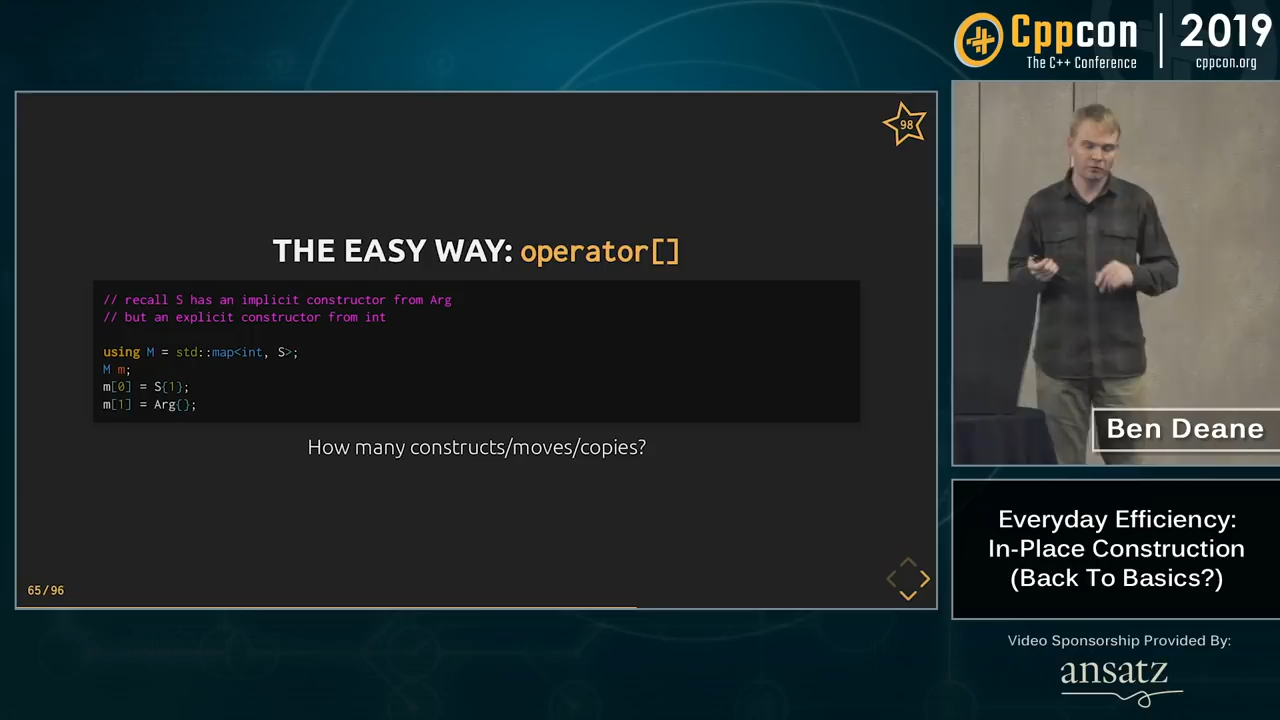 Cppcon | 2019
The C++ Conference
cppcon.org
98
THE EASY WAY: operator[]
// recall S has an implicit constructor from Arg
// but an explicit constructor from int
using M = std::map<int, S>;
M m;
m[0] = S{1};
m[1] = Arg{};
How many constructs/moves/copies?
65/96
Ben Deane
Everyday Efficiency:
In-Place Construction
(Back To Basics?)
Video Sponsorship Provided By:
ansatz